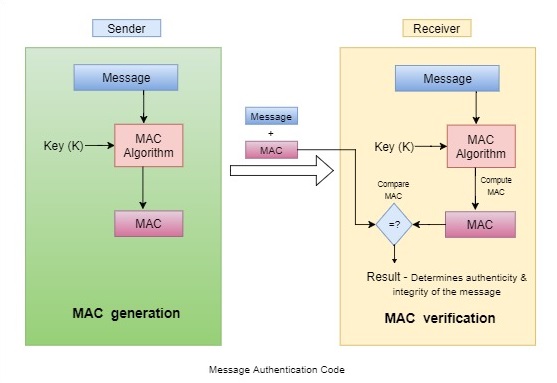 Sender
Message
Key (K)
MAC
Algorithm
MAC
MAC generation
Message
+
MAC
Receiver
Message
Key (K)
MAC
Algorithm
Compute
MAC
Compare
MAC
=?
MAC
Result - Determines authenticity &
integrity of the message
MAC verification
Message Authentication Code